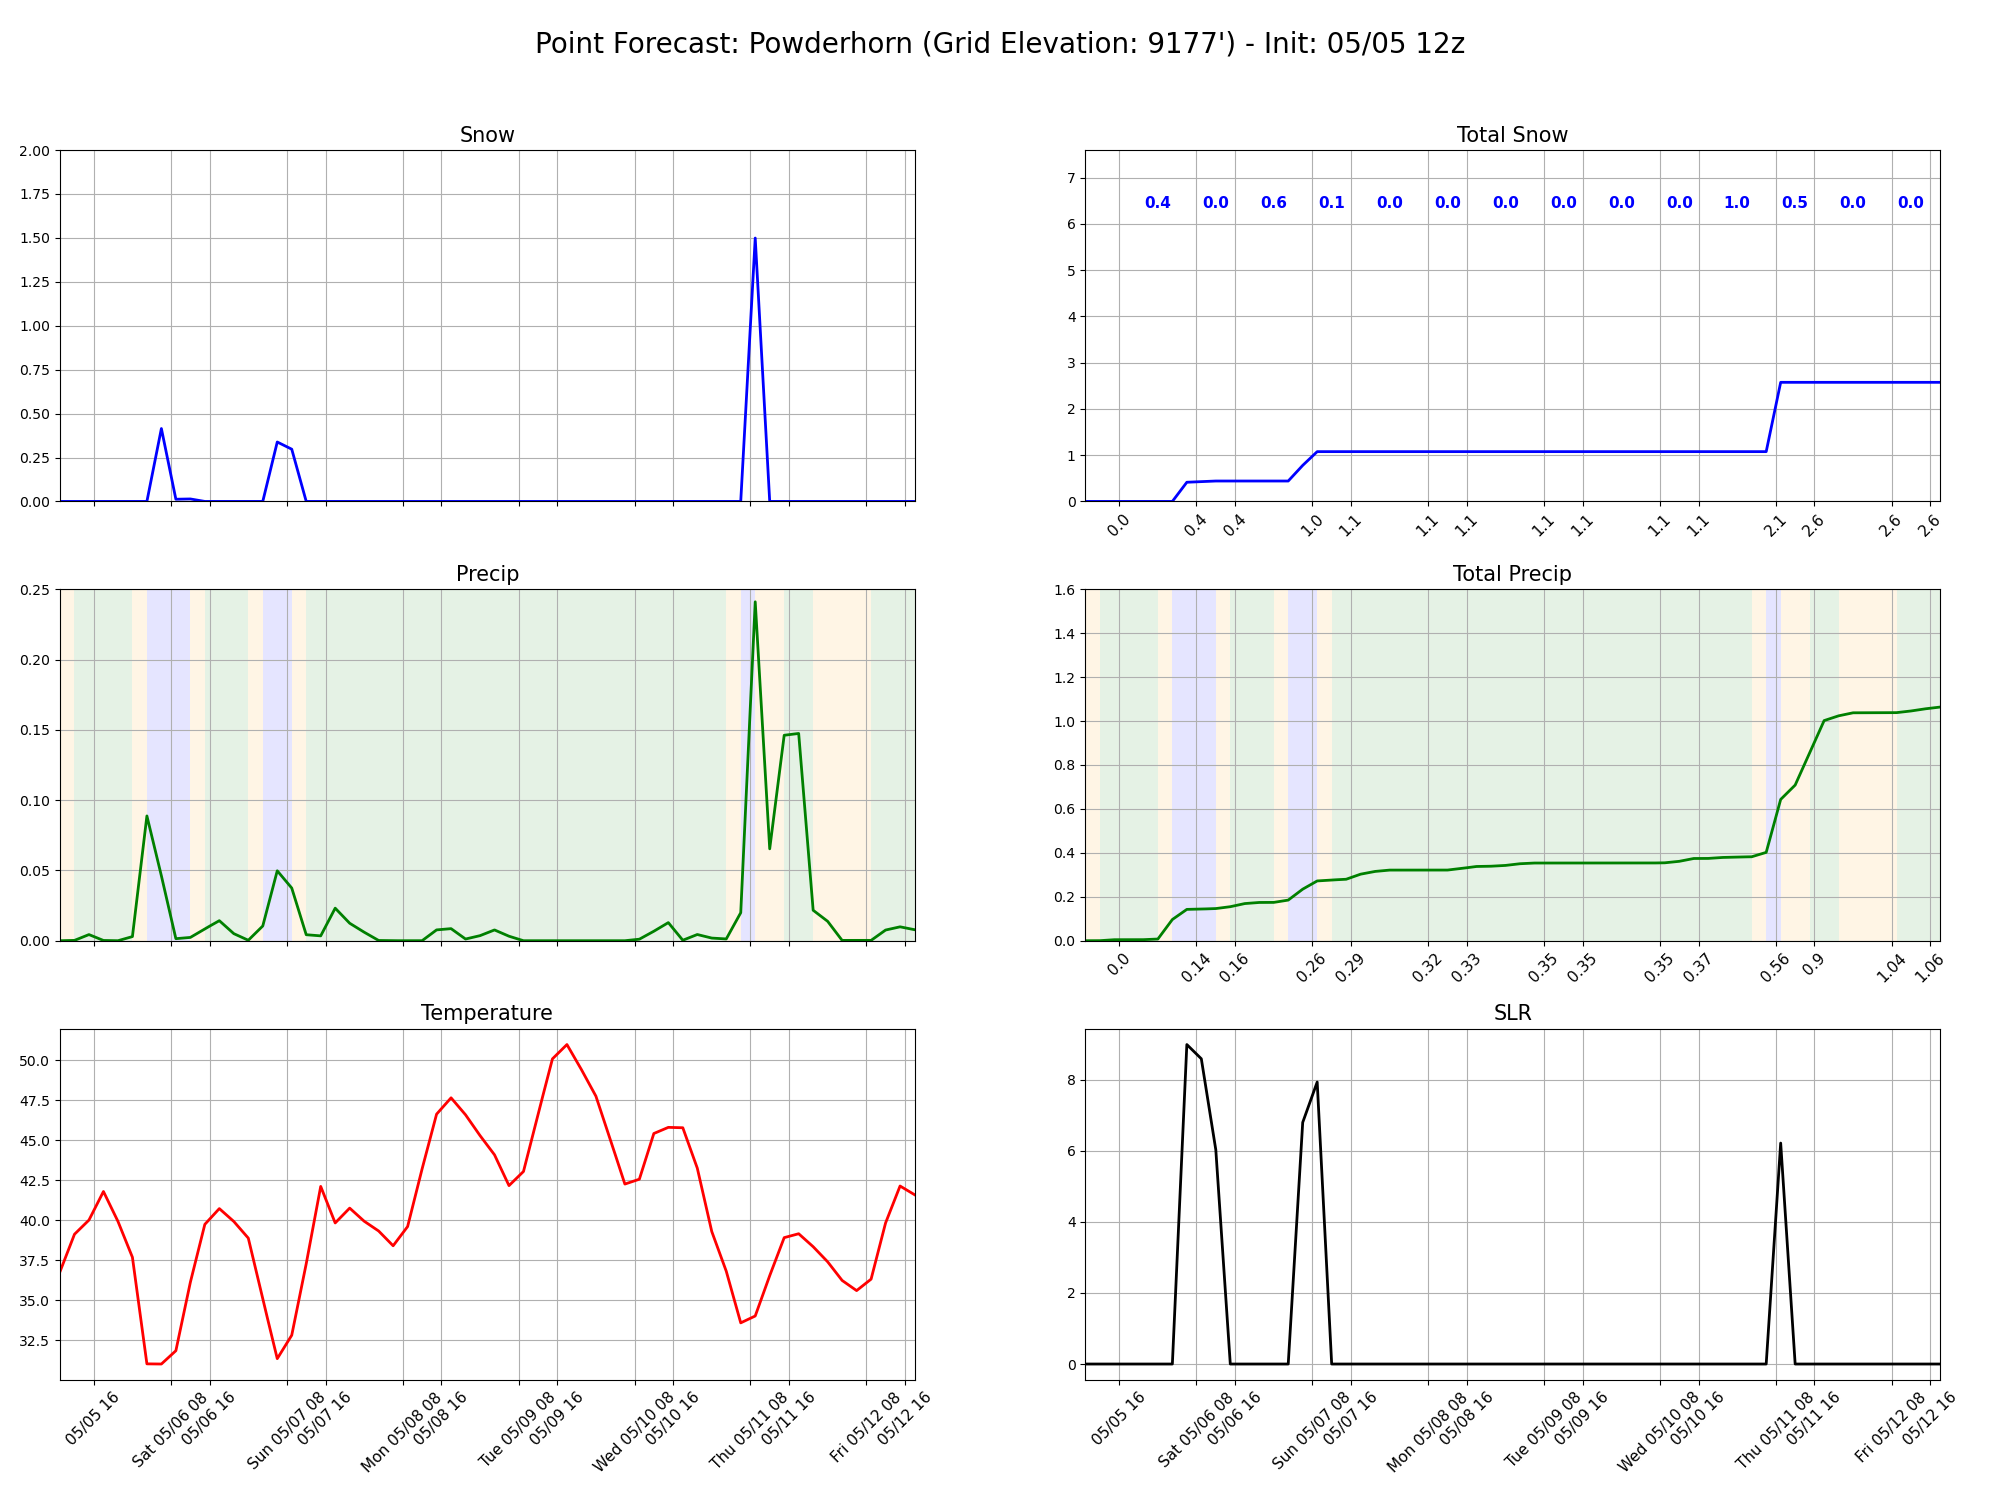 Point Forecast: Powderhorn (Grid Elevation: 9177') - Init: 05/05 12z
Snow
2.00
1.75
1.50
1.25
1.00
0.75
0.50
0.25
0.00
Total Snow
7
6
5
4
3
2
1
0
0.4 0.0 0.6 0.1 0.0 0.0 0.0 0.0 0.0 0.0 1.0 0.5 0.0 0.0
0.0 0.4 0.4 1.0 1.1 1.1 1.1 1.1 1.1 1.1 1.1 2.1 2.6 2.6 2.6
Precip
0.25
0.20
0.15
0.10
0.05
0.00
Total Precip
1.6
1.4
1.2
1.0
0.8
0.6
0.4
0.2
0.0
0.0 0.14 0.16 0.26 0.29 0.32 0.33 0.35 0.35 0.35 0.37 0.56 0.9 1.04 1.06
Temperature
50.0
47.5
45.0
42.5
40.0
37.5
35.0
32.5
05/05 16
Sat 05/06 08
05/06 16
Sun 05/07 08
05/07 16
Mon 05/08 08
05/08 16
Tue 05/09 08
05/09 16
Wed 05/10 08
05/10 16
Thu 05/11 08
05/11 16
Fri 05/12 08
05/12 16
SLR
8
6
4
2
0
05/05 16
Sat 05/06 08
05/06 16
Sun 05/07 08
05/07 16
Mon 05/08 08
05/08 16
Tue 05/09 08
05/09 16
Wed 05/10 08
05/10 16
Thu 05/11 08
05/11 16
Fri 05/12 08
05/12 16